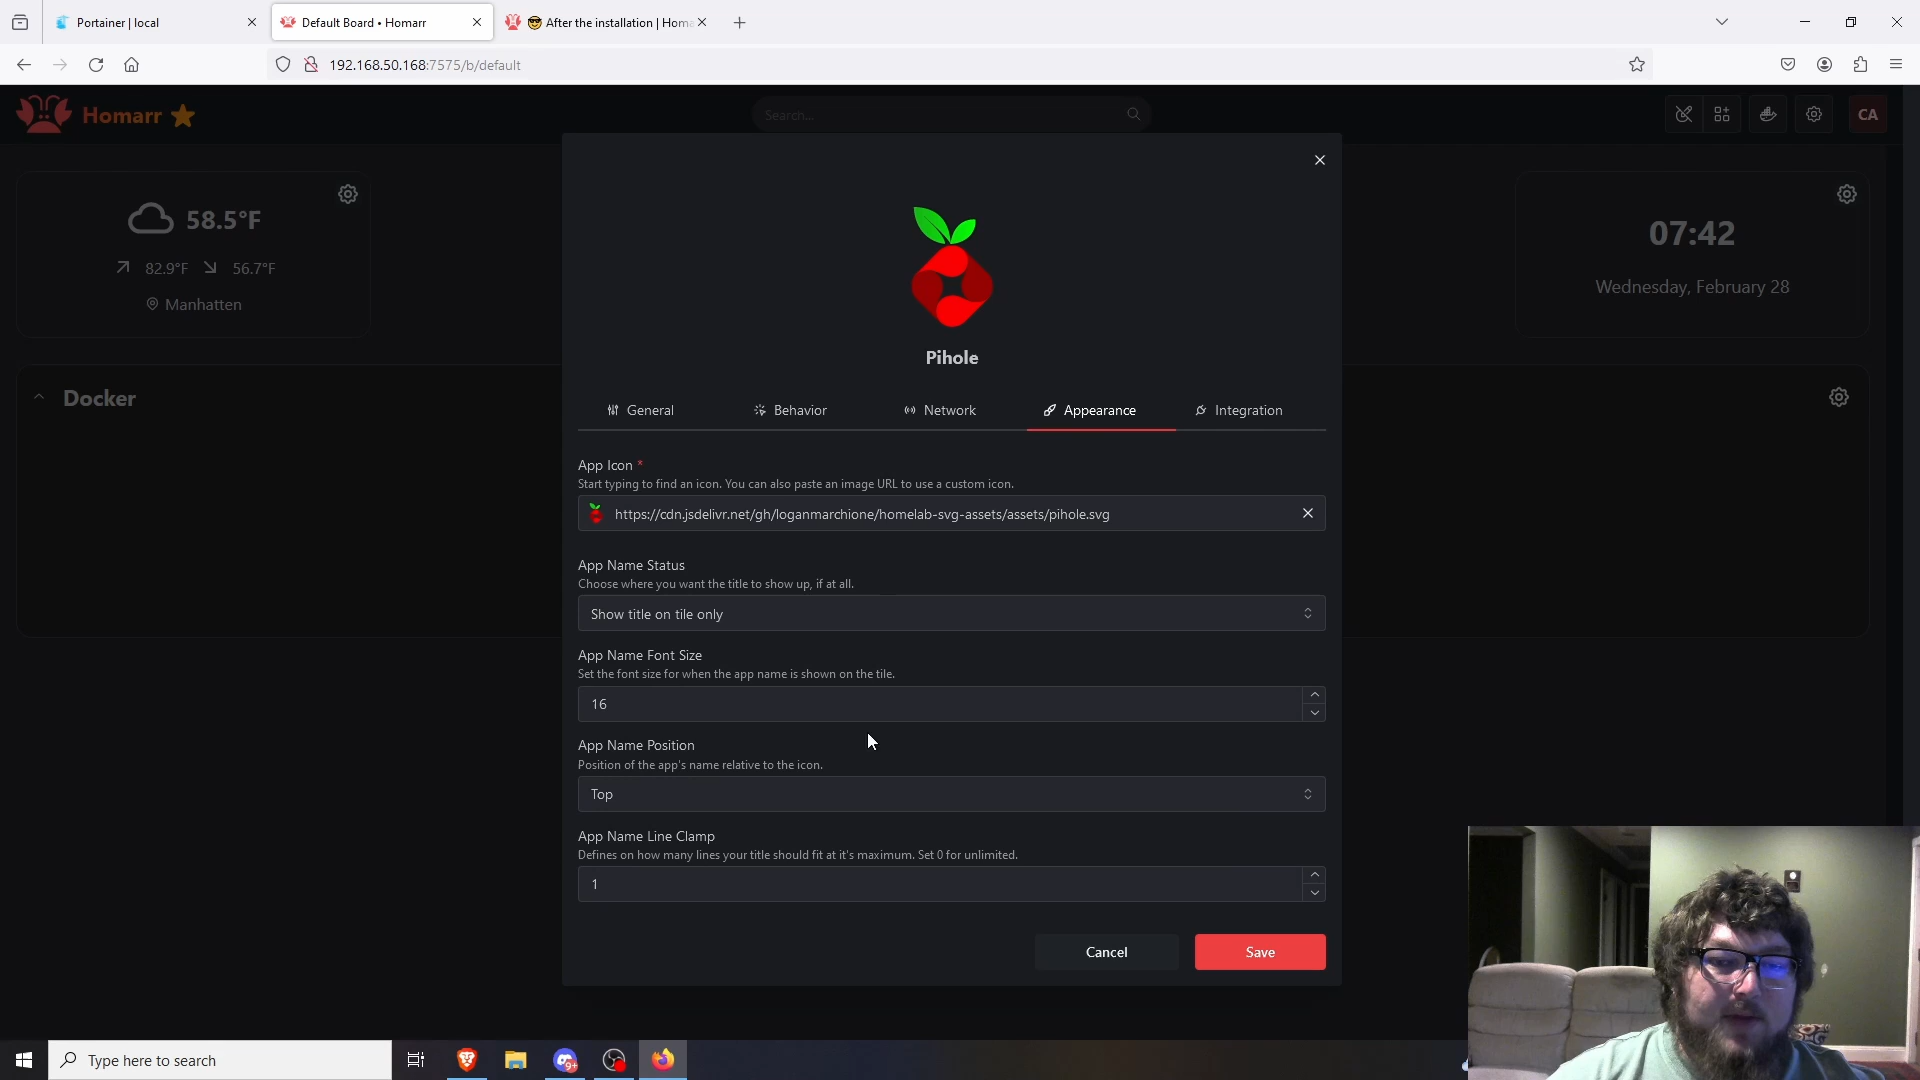 Portainer | local
Default Board • Homarr
😎 After the installation | Homa
192.168.50.168:7575/b/default
Homarr ⭐
Search...
CA
58.5°F
82.9°F
56.7°F
Manhatten
07:42
Wednesday, February 28
Docker
Pihole
General
Behavior
Network
Appearance
Integration
App Icon *
Start typing to find an icon. You can also paste an image URL to use a custom icon.
https://cdn.jsdelivr.net/gh/loganmarchione/homelab-svg-assets/assets/pihole.svg
App Name Status
Choose where you want the title to show up, if at all.
Show title on tile only
App Name Font Size
Set the font size for when the app name is shown on the tile.
16
App Name Position
Position of the app's name relative to the icon.
Top
App Name Line Clamp
Defines on how many lines your title should fit at it's maximum. Set 0 for unlimited.
1
Cancel
Save
Type here to search
9+